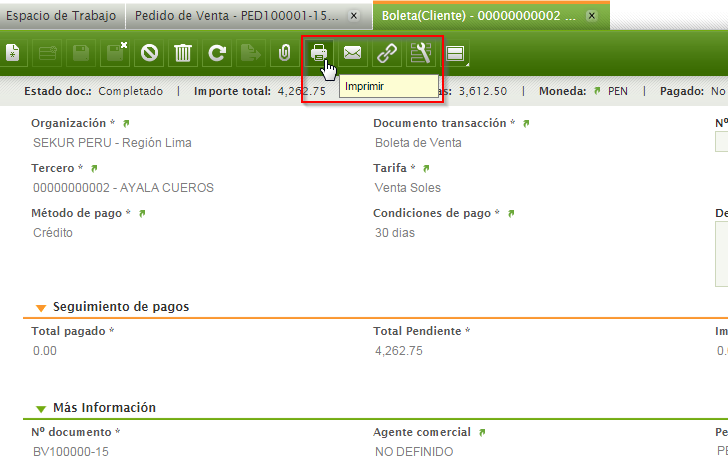 Espacio de Trabajo Pedido de Venta - PED100001-15... x Boleta(Cliente) - 00000000002 ... x
Imprimir
Estado doc.: Completado | Importe total: 4,262.75 as: 3,612.50 | Moneda: PEN | Pagado: No
Organización * Documento transacción * Nº
SEKUR PERU - Región Lima Boleta de Venta
Tercero * Tarifa *
00000000002 - AYALA CUEROS Venta Soles
Método de pago * Condiciones de pago * De
Crédito 30 dias
Seguimiento de pagos
Total pagado * Total Pendiente * Im
0.00 4,262.75 0.
Más Información
Nº documento * Agente comercial Pe
BV100000-15 NO DEFINIDO PE